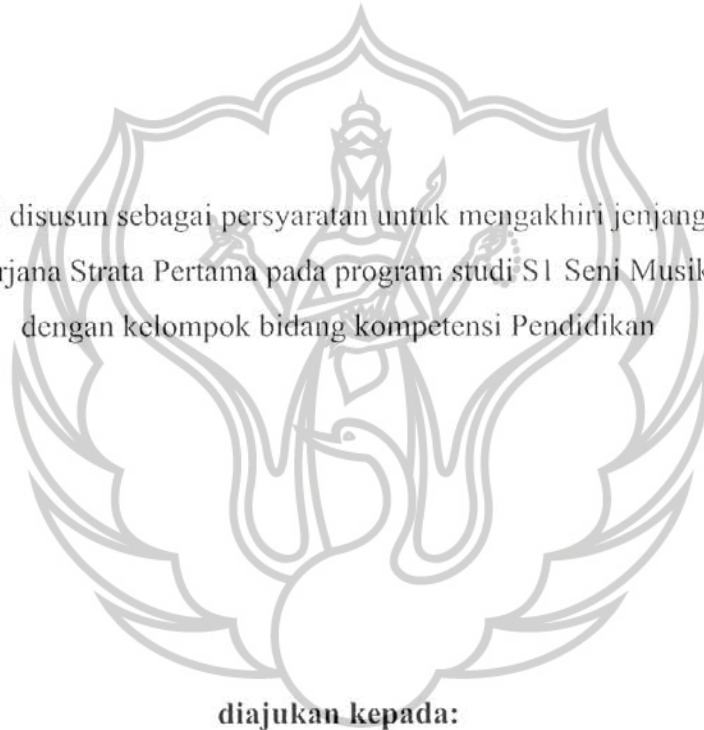 disusun sebagai persyaratan untuk mengakhiri jenjang
rjana Strata Pertama pada program studi S1 Seni Musik
dengan kelompok bidang kompetensi Pendidikan
diajukan kepada: